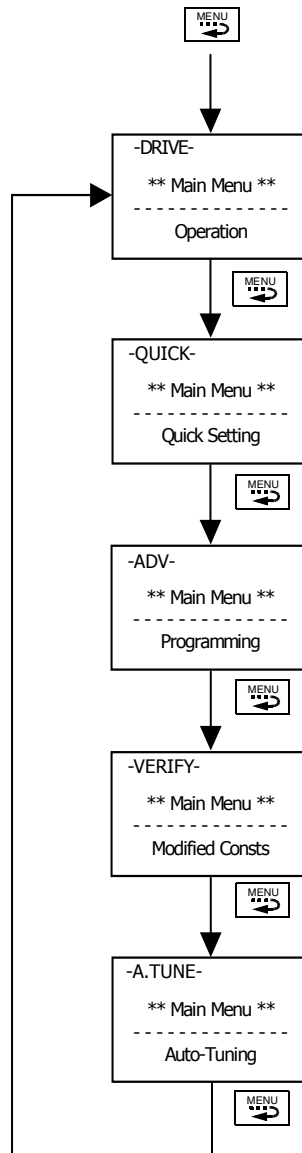 MENU
-DRIVE-
** Main Menu **
- - - - - - - - - - - - - -
Operation
MENU
-QUICK-
** Main Menu **
- - - - - - - - - - - - - -
Quick Setting
MENU
-ADV-
** Main Menu **
- - - - - - - - - - - - - -
Programming
MENU
-VERIFY-
** Main Menu **
- - - - - - - - - - - - - -
Modified Consts
MENU
-A.TUNE-
** Main Menu **
- - - - - - - - - - - - - -
Auto-Tuning
MENU